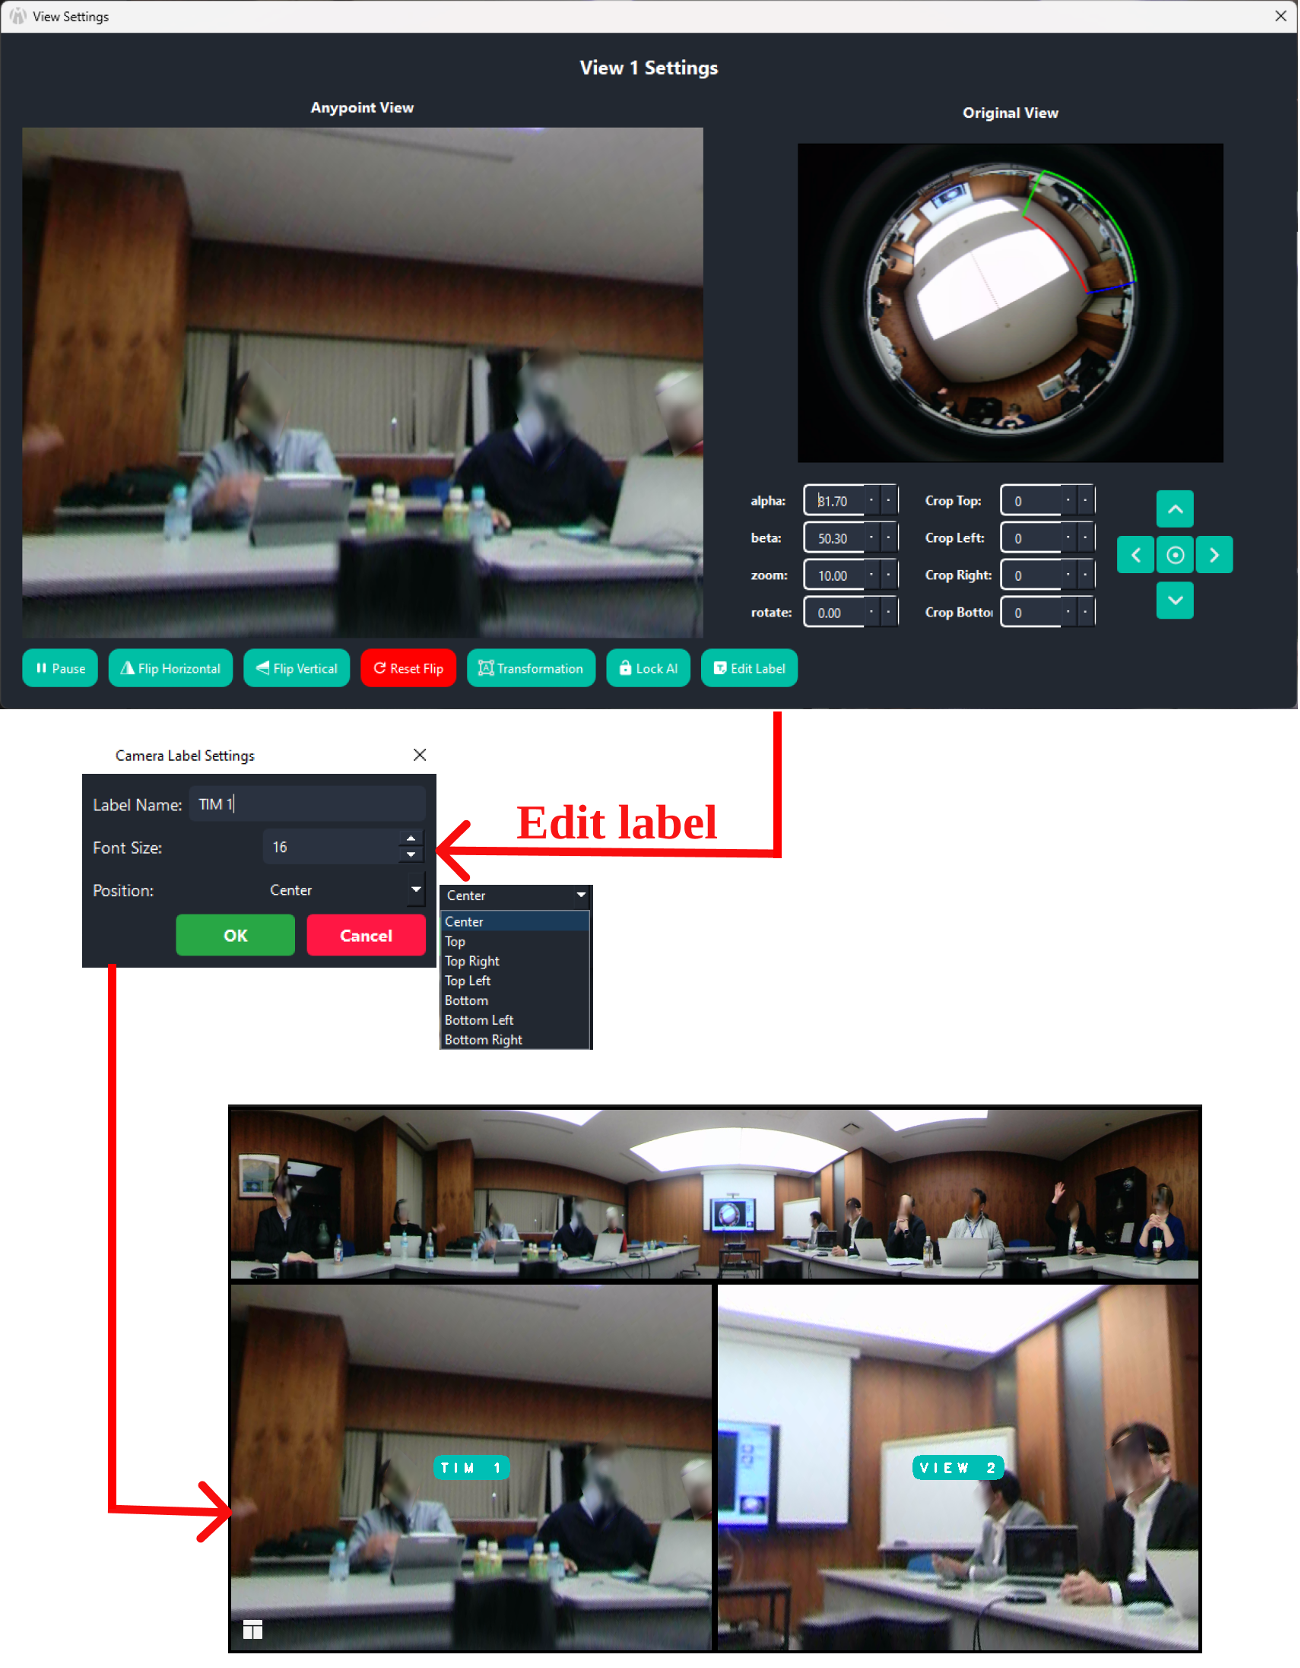 View Settings
View 1 Settings
Anypoint View
Original View
alpha: 81.70 Crop Top: 0
beta: 50.30 Crop Left: 0
zoom: 10.00 Crop Right: 0
rotate: 0.00 Crop Botto 0
Pause Flip Horizontal Flip Vertical Reset Flip Transformation Lock AI Edit Label
Camera Label Settings
Label Name: TIM 1
Font Size: 16
Position: Center
OK Cancel
Edit label
Center
Center
Top
Top Right
Top Left
Bottom
Bottom Left
Bottom Right
TIM 1
VIEW 2